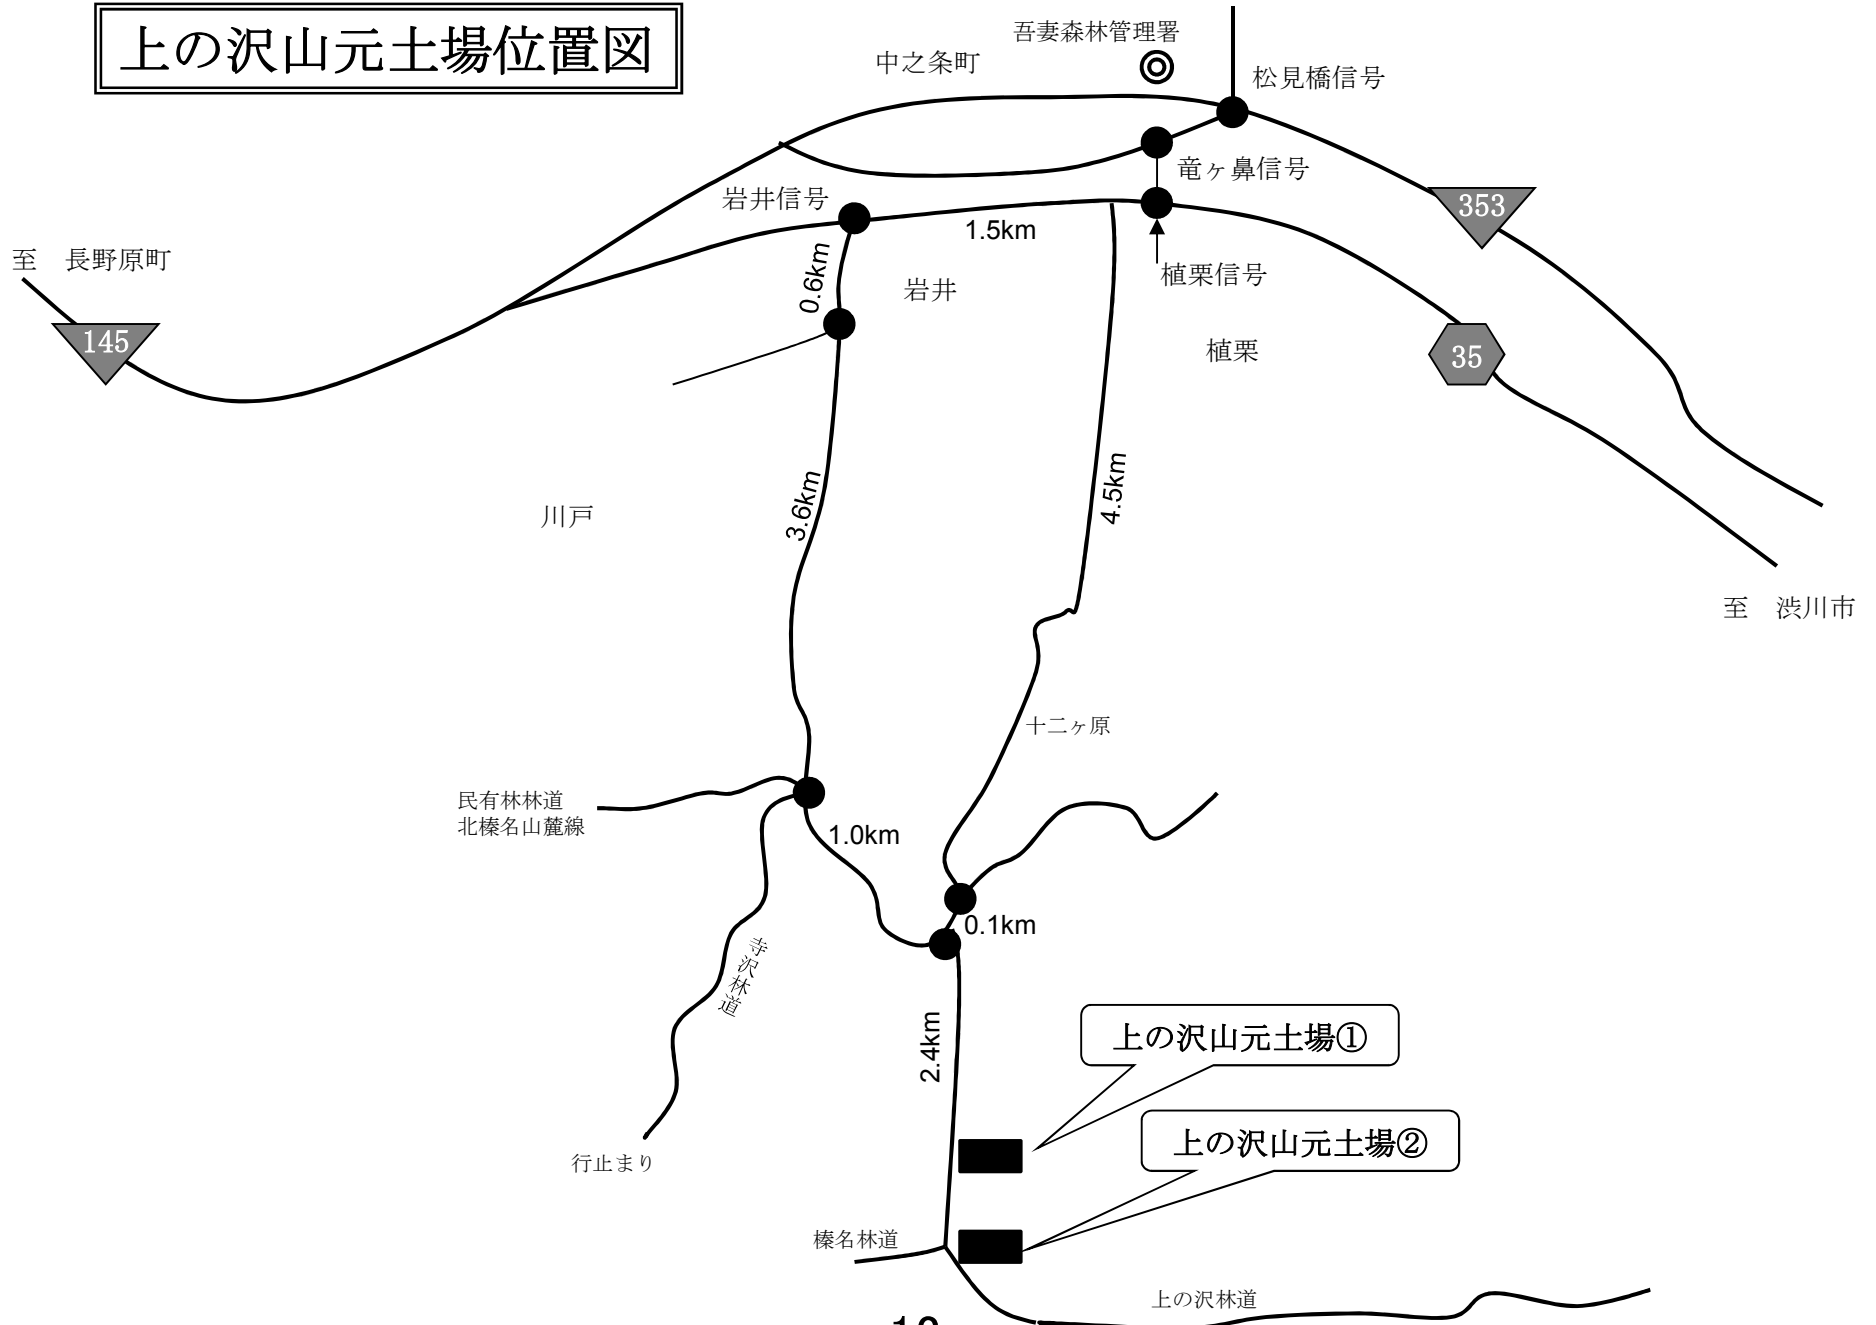 上の沢山元土場位置図
吾妻森林管理署
中之条町
松見橋信号
竜ヶ鼻信号
岩井信号
353
1.5km
至　長野原町
0.6km
岩井
植栗信号
145
植栗
35
3.6km
4.5km
川戸
至　渋川市
十二ヶ原
民有林林道
北榛名山麓線
1.0km
0.1km
寺沢林道
2.4km
上の沢山元土場①
上の沢山元土場②
行止まり
榛名林道
上の沢林道